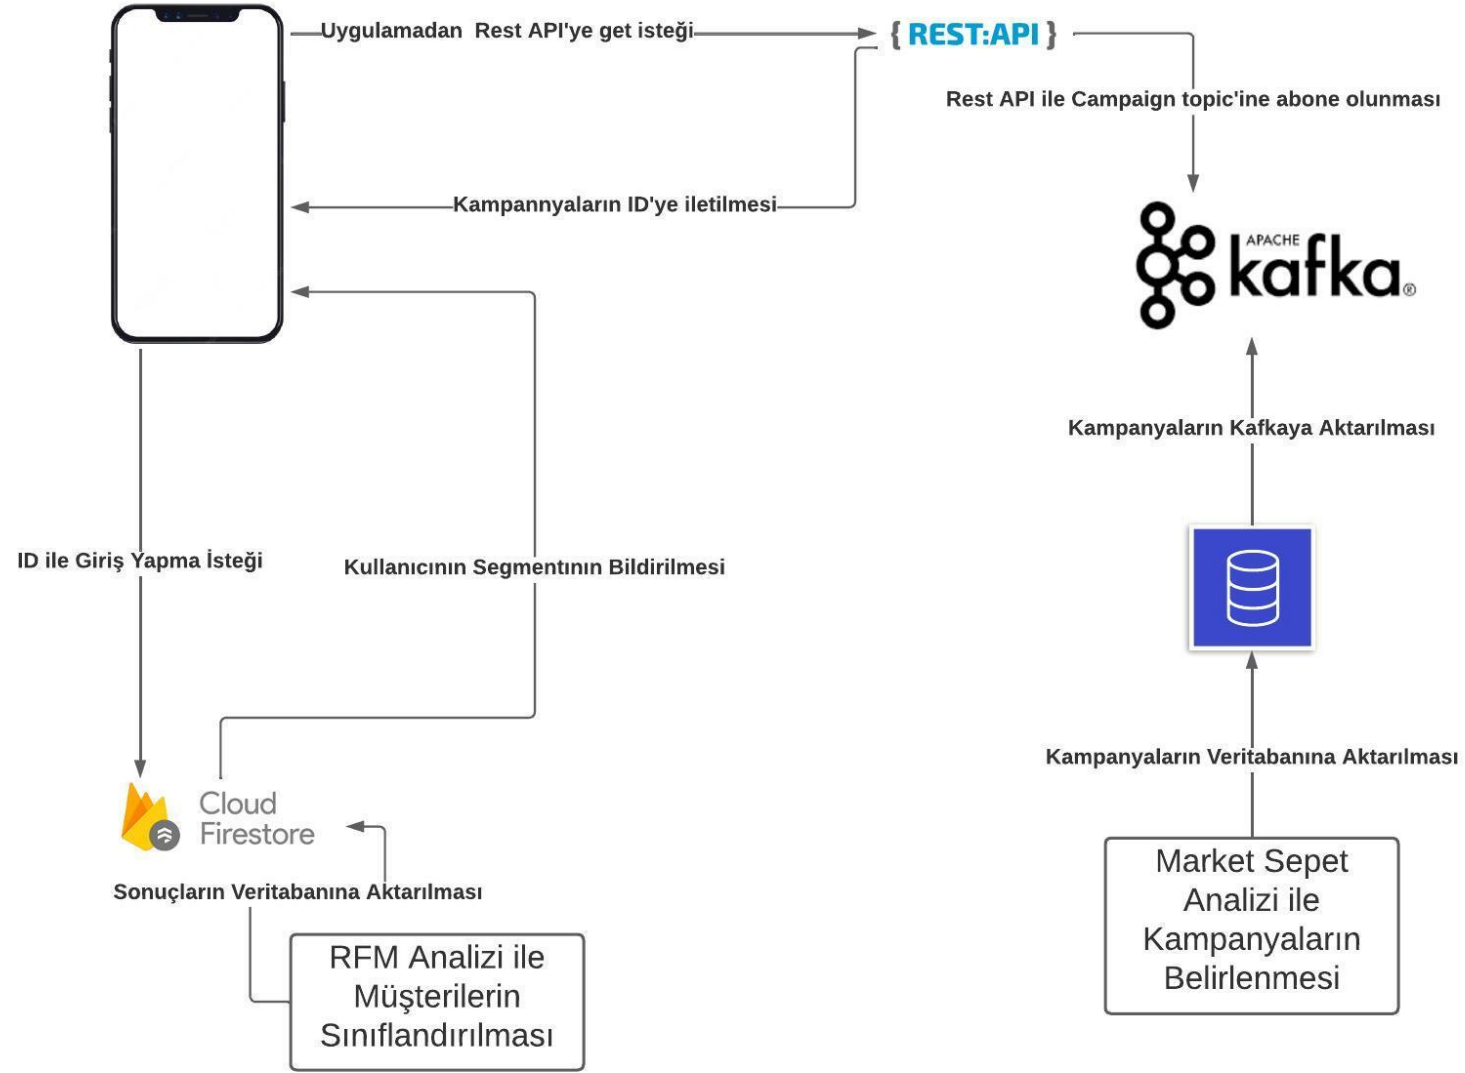 Uygulamadan Rest API'ye get isteği
{ REST:API }
Rest API ile Campaign topic'ine abone olunması
Kampannyaların ID'ye iletilmesi
APACHE
kafka®
Kampanyaların Kafkaya Aktarılması
ID ile Giriş Yapma İsteği
Kullanıcının Segmentının Bildirilmesi
Kampanyaların Veritabanına Aktarılması
Cloud
Firestore
Sonuçların Veritabanına Aktarılması
Market Sepet
Analizi ile
Kampanyaların
Belirlenmesi
RFM Analizi ile
Müşterilerin
Sınıflandırılması